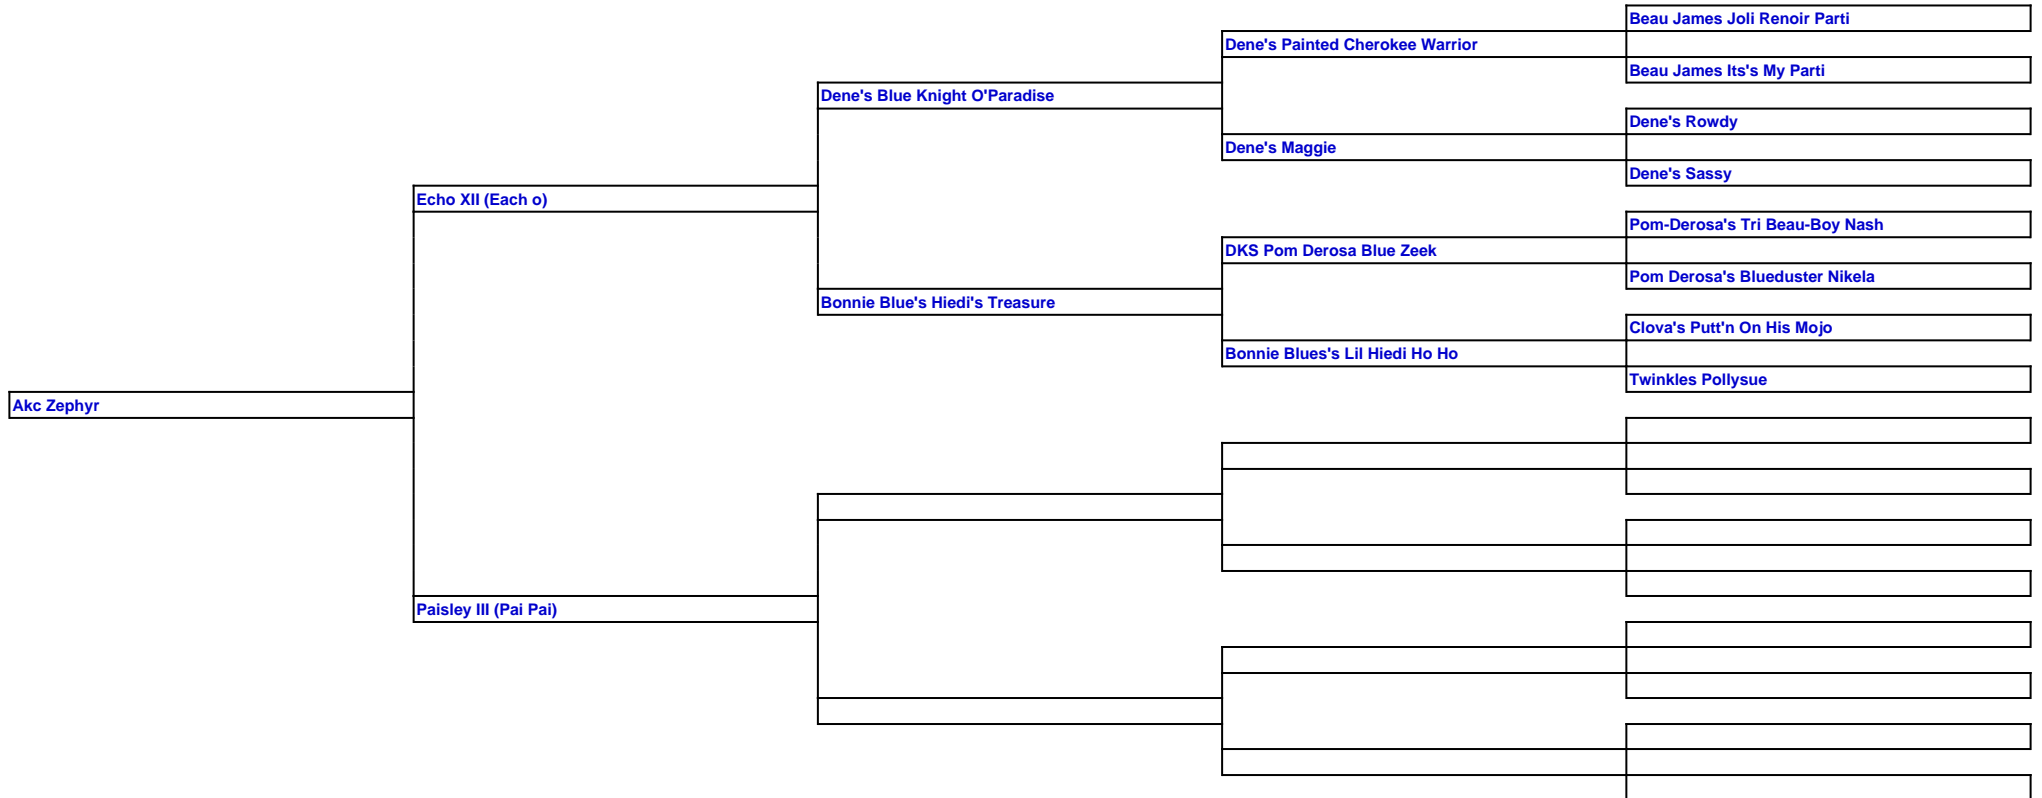 Beau James Joli Renoir Parti
Dene's Painted Cherokee Warrior
Beau James Its's My Parti
Dene's Blue Knight O'Paradise
Dene's Rowdy
Dene's Maggie
Dene's Sassy
Echo XII (Each o)
Pom-Derosa's Tri Beau-Boy Nash
DKS Pom Derosa Blue Zeek
Pom Derosa's Blueduster Nikela
Bonnie Blue's Hiedi's Treasure
Clova's Putt'n On His Mojo
Bonnie Blues's Lil Hiedi Ho Ho
Twinkles Pollysue
Akc Zephyr
Paisley III (Pai Pai)